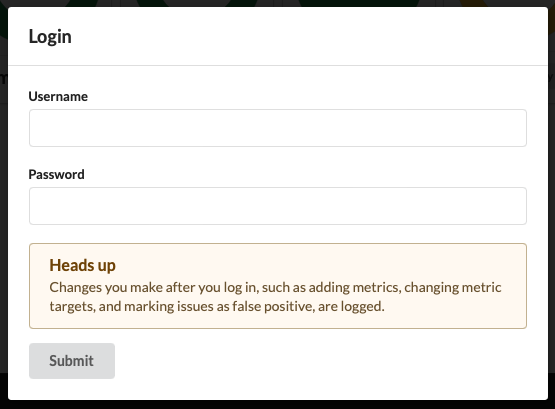 Login
Username
Password
Heads up
Changes you make after you log in, such as adding metrics, changing metric
targets, and marking issues as false positive, are logged.
Submit